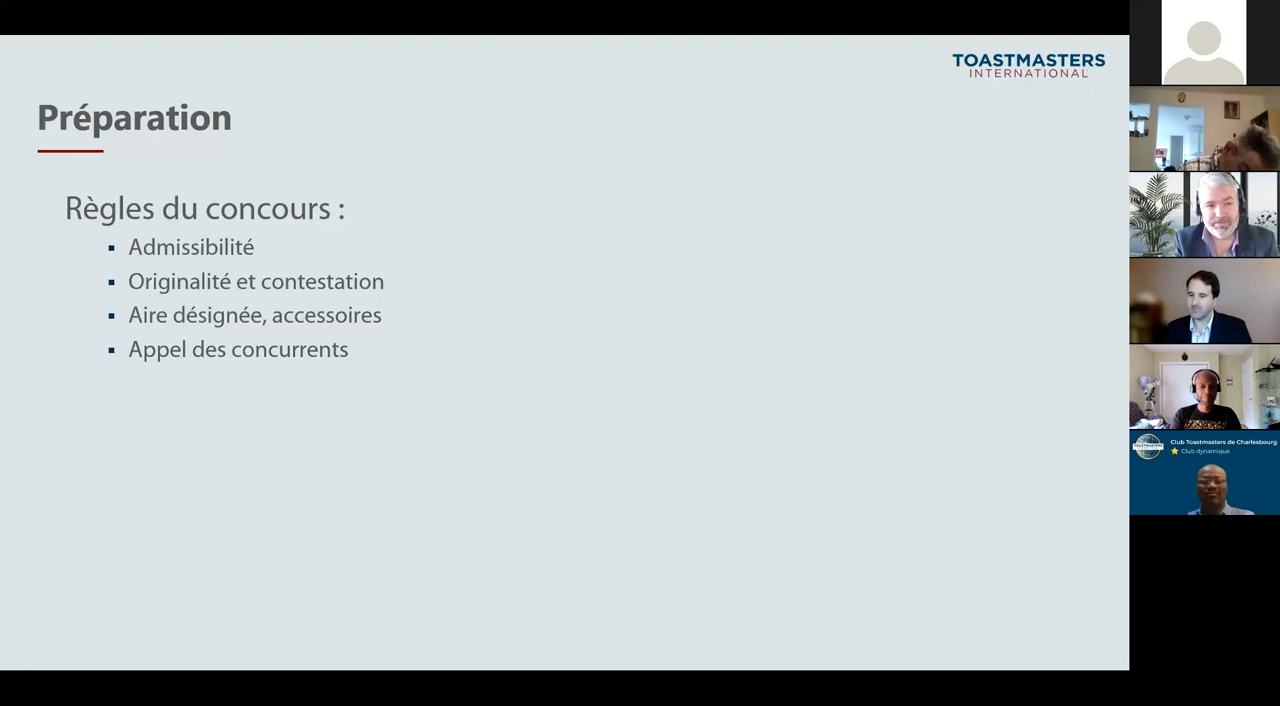 TOASTMASTERS
INTERNATIONAL
Préparation
Règles du concours :
Admissibilité
Originalité et contestation
Aire désignée, accessoires
Appel des concurrents
Club Toastmasters de Charlesbourg
Club dynamique
TOASTMASTERS